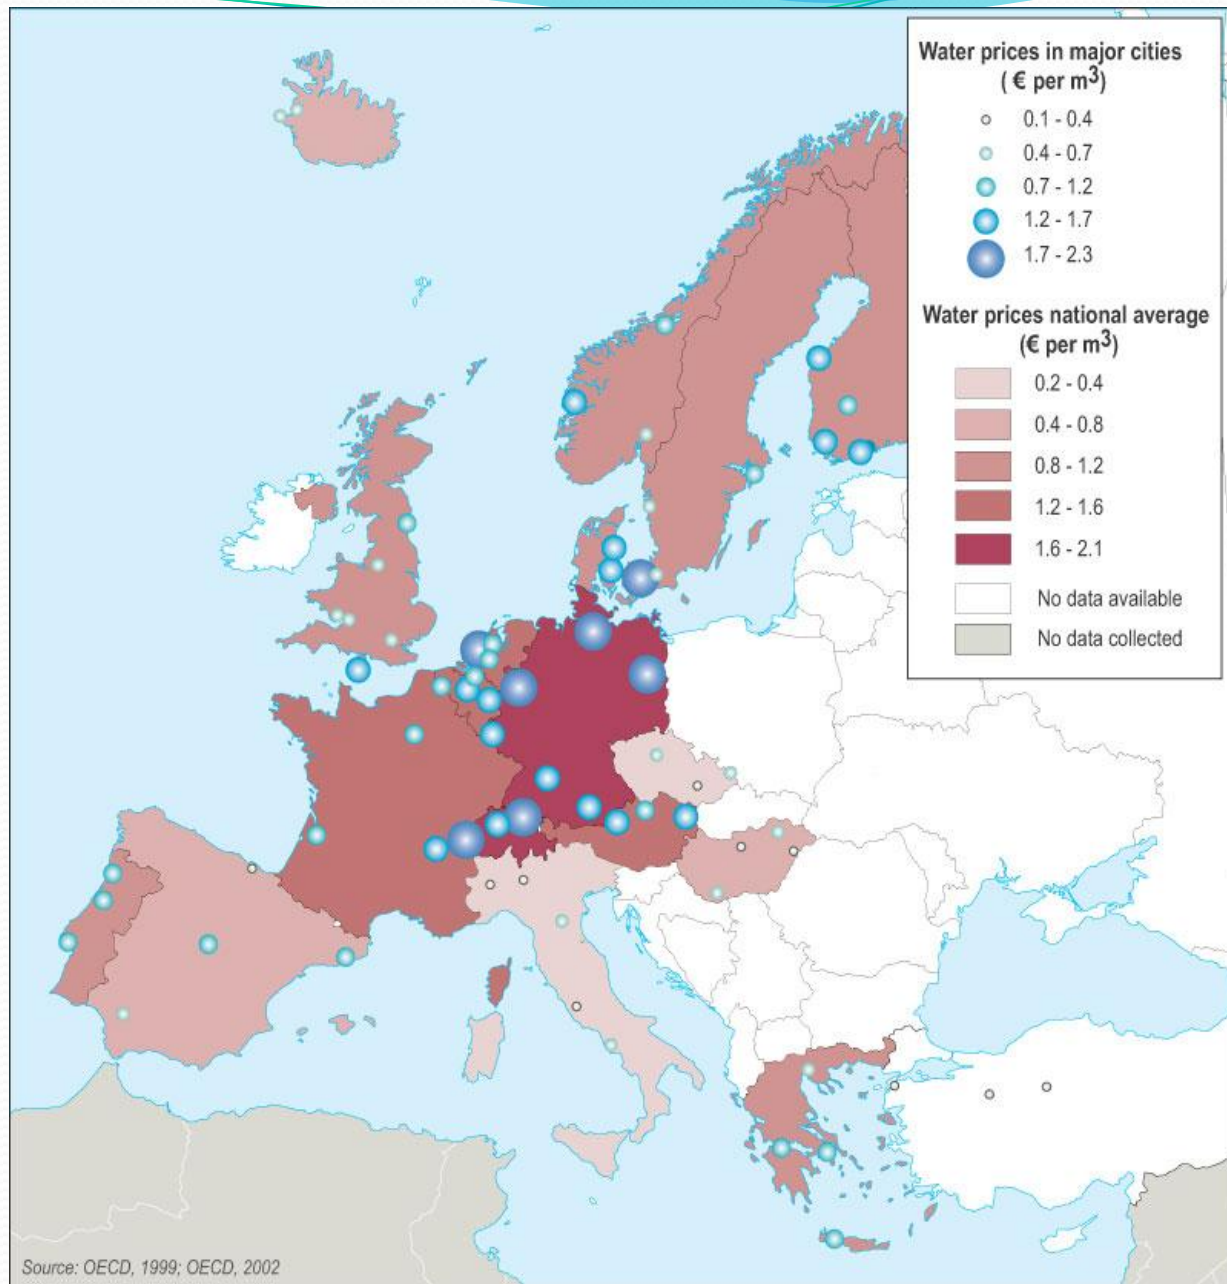 Water prices in major cities
( € per m³)
0.1 - 0.4
0.4 - 0.7
0.7 - 1.2
1.2 - 1.7
1.7 - 2.3
Water prices national average
(€ per m³)
0.2 - 0.4
0.4 - 0.8
0.8 - 1.2
1.2 - 1.6
1.6 - 2.1
No data available
No data collected
Source: OECD, 1999; OECD, 2002